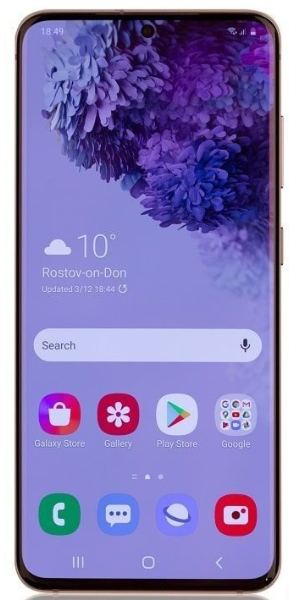 18:49
10°
Rostov-on-Don
Updated 3/12 18:44
Search
Galaxy Store
Gallery
Play Store
Google